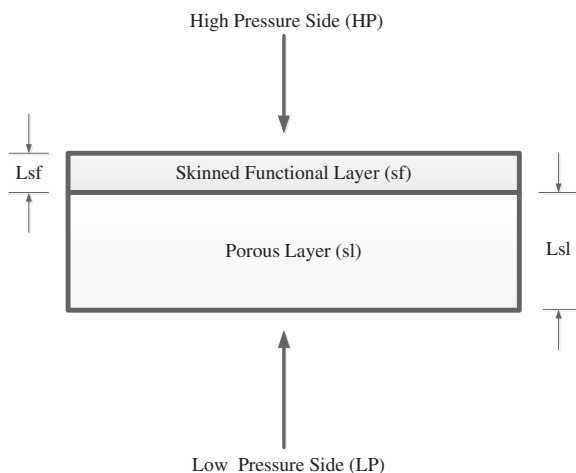 High Pressure Side (HP)
Lsf
Skinned Functional Layer (sf)
Porous Layer (sl)
Lsl
Low Pressure Side (LP)